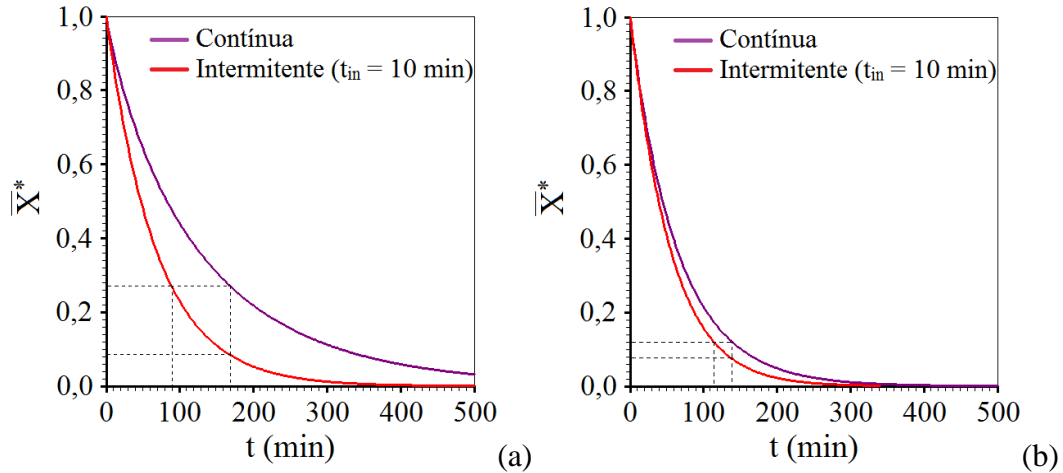 1,0
0,8
0,6
0,4
0,2
0,0
X̅*
Contínua
Intermitente (tin = 10 min)
0 100 200 300 400 500
t (min)
(a)
1,0
0,8
0,6
0,4
0,2
0,0
X̅*
Contínua
Intermitente (tin = 10 min)
0 100 200 300 400 500
t (min)
(b)